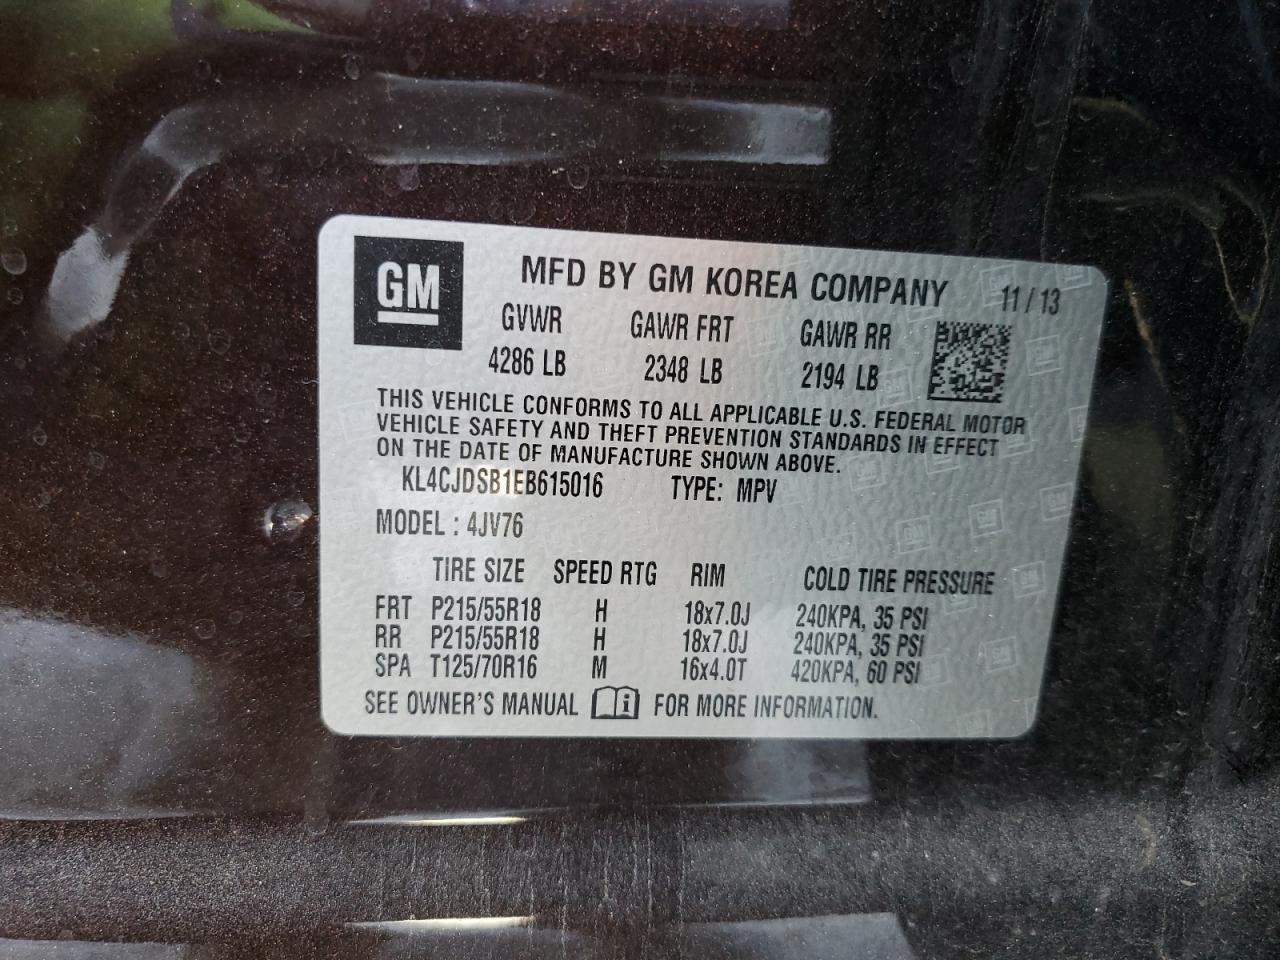 GM
MFD BY GM KOREA COMPANY 11 / 13
GVWR GAWR FRT GAWR RR
4286 LB 2348 LB 2194 LB
THIS VEHICLE CONFORMS TO ALL APPLICABLE U.S. FEDERAL MOTOR
VEHICLE SAFETY AND THEFT PREVENTION STANDARDS IN EFFECT
ON THE DATE OF MANUFACTURE SHOWN ABOVE.
KL4CJDSB1EB615016 TYPE: MPV
MODEL : 4JV76
TIRE SIZE SPEED RTG RIM COLD TIRE PRESSURE
FRT P215/55R18 H 18x7.0J 240KPA, 35 PSI
RR P215/55R18 H 18x7.0J 240KPA, 35 PSI
SPA T125/70R16 M 16x4.0T 420KPA, 60 PSI
SEE OWNER'S MANUAL i FOR MORE INFORMATION.